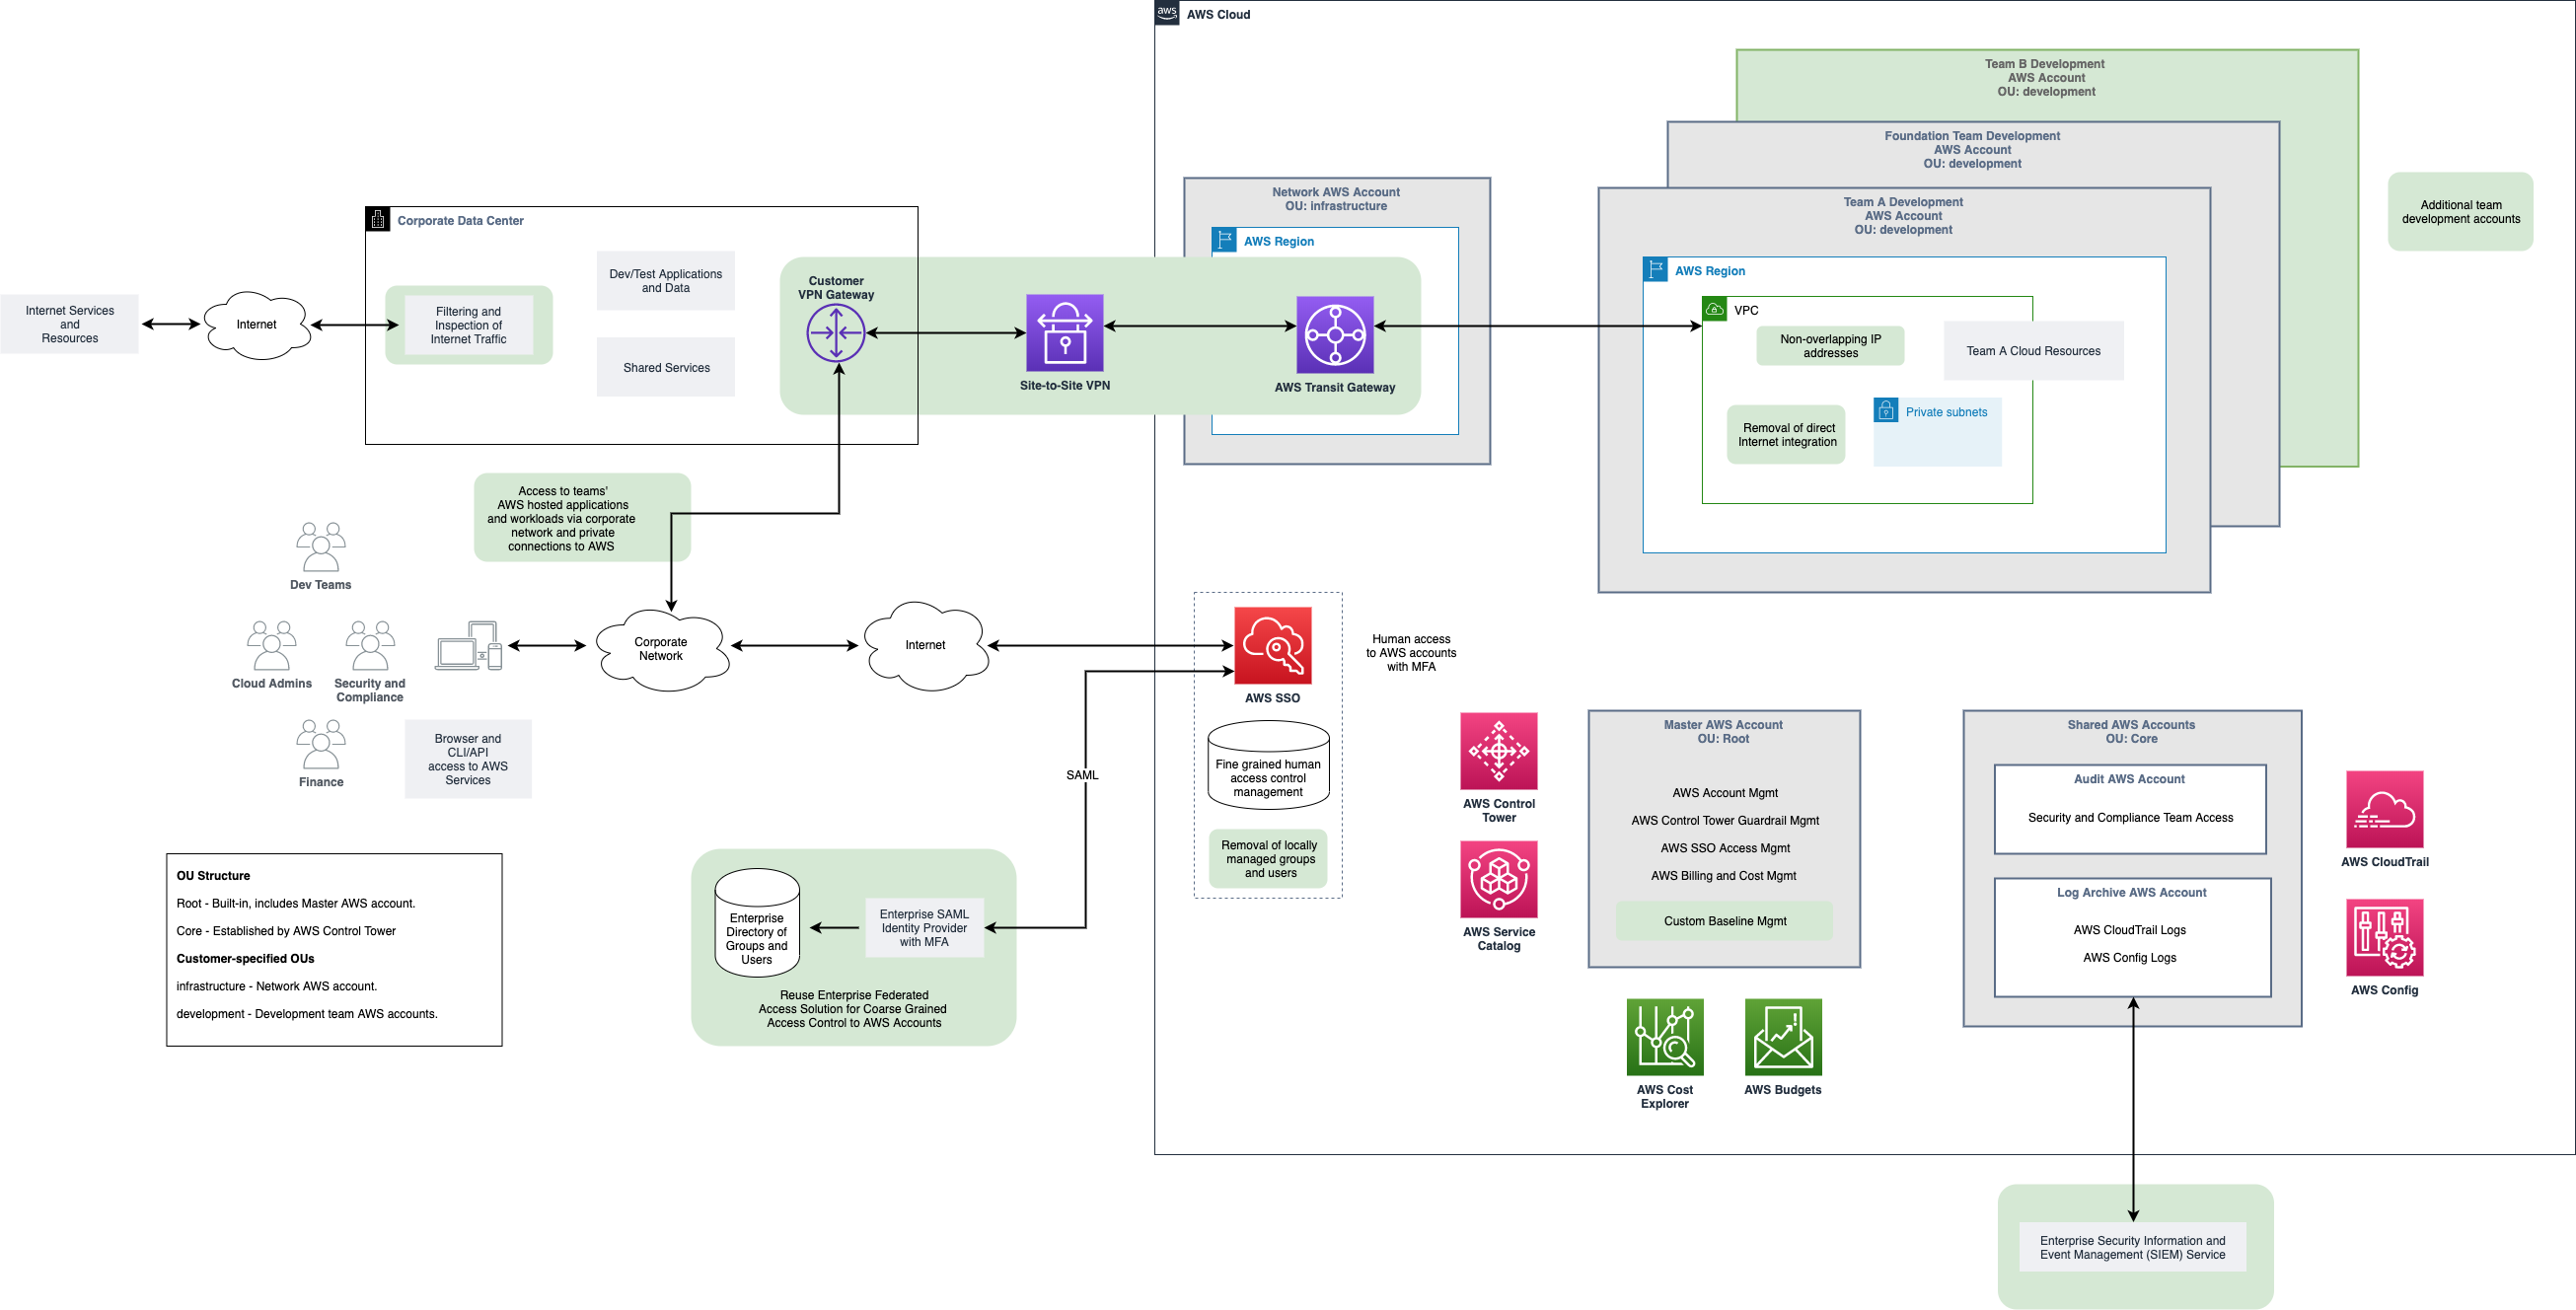 aws
AWS Cloud
Team B Development
AWS Account
OU: development
Foundation Team Development
AWS Account
OU: development
Team A Development
AWS Account
OU: development
Additional team
development accounts
Network AWS Account
OU: infrastructure
AWS Region
AWS Region
VPC
Non-overlapping IP
addresses
Team A Cloud Resources
Removal of direct
Internet integration
Private subnets
Corporate Data Center
Internet Services
and
Resources
Internet
Filtering and
Inspection of
Internet Traffic
Dev/Test Applications
and Data
Shared Services
Customer
VPN Gateway
Site-to-Site VPN
AWS Transit Gateway
Access to teams'
AWS hosted applications
and workloads via corporate
network and private
connections to AWS
Dev Teams
Cloud Admins
Security and
Compliance
Finance
Browser and
CLI/API
access to AWS
Services
Corporate
Network
Internet
AWS SSO
Human access
to AWS accounts
with MFA
Fine grained human
access control
management
Removal of locally
managed groups
and users
SAML
AWS Control
Tower
AWS Service
Catalog
Master AWS Account
OU: Root
AWS Account Mgmt
AWS Control Tower Guardrail Mgmt
AWS SSO Access Mgmt
AWS Billing and Cost Mgmt
Custom Baseline Mgmt
AWS Cost
Explorer
AWS Budgets
Shared AWS Accounts
OU: Core
Audit AWS Account
Security and Compliance Team Access
Log Archive AWS Account
AWS CloudTrail Logs
AWS Config Logs
AWS CloudTrail
AWS Config
OU Structure
Root - Built-in, includes Master AWS account.
Core - Established by AWS Control Tower
Customer-specified OUs
infrastructure - Network AWS account.
development - Development team AWS accounts.
Enterprise
Directory of
Groups and
Users
Enterprise SAML
Identity Provider
with MFA
Reuse Enterprise Federated
Access Solution for Coarse Grained
Access Control to AWS Accounts
Enterprise Security Information and
Event Management (SIEM) Service